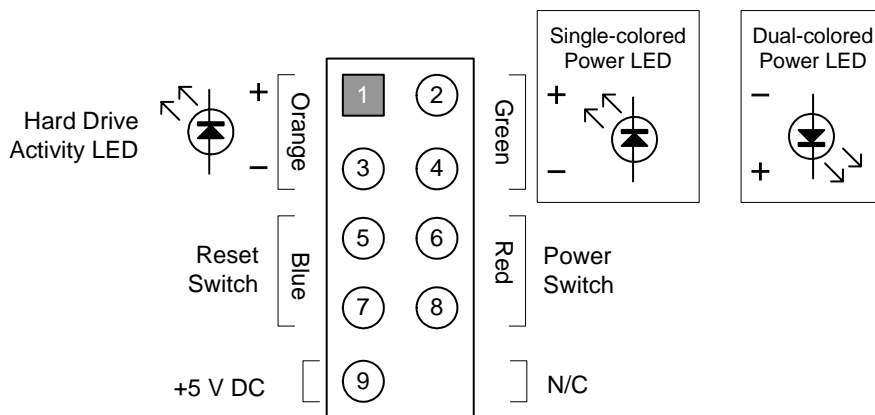 Single-colored
Power LED
Dual-colored
Power LED
Hard Drive
Activity LED
+
−
Orange
1
2
3
4
Green
+
−
−
+
Reset
Switch
Blue
5
6
7
8
Red
Power
Switch
+5 V DC
9
N/C